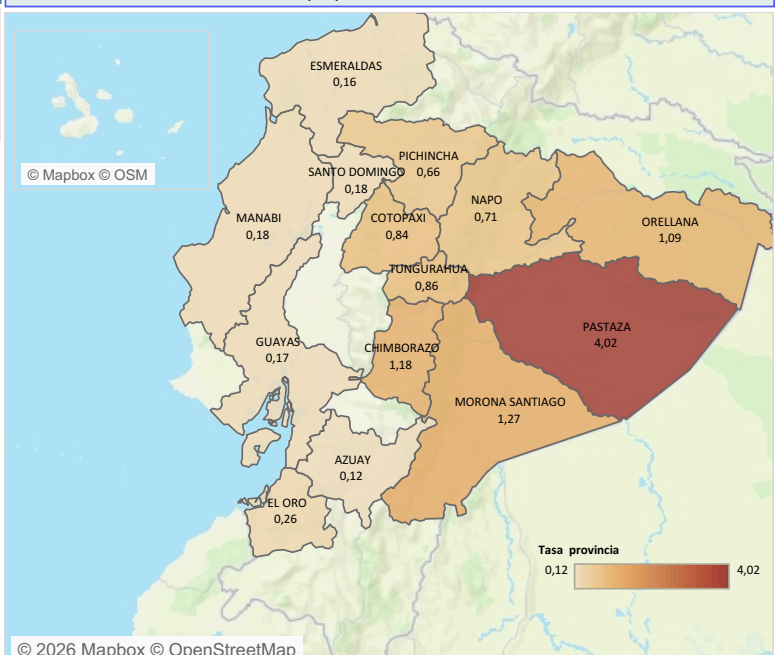 ESMERALDAS
0,16
© Mapbox © OSM
PICHINCHA
0,66
SANTO DOMINGO
0,18
NAPO
0,71
MANABI
0,18
COTOPAXI
0,84
ORELLANA
1,09
TUNGURAHUA
0,86
PASTAZA
4,02
GUAYAS
0,17
CHIMBORAZO
1,18
MORONA SANTIAGO
1,27
AZUAY
0,12
EL ORO
0,26
Tasa provincia
0,12 4,02
© 2026 Mapbox © OpenStreetMap